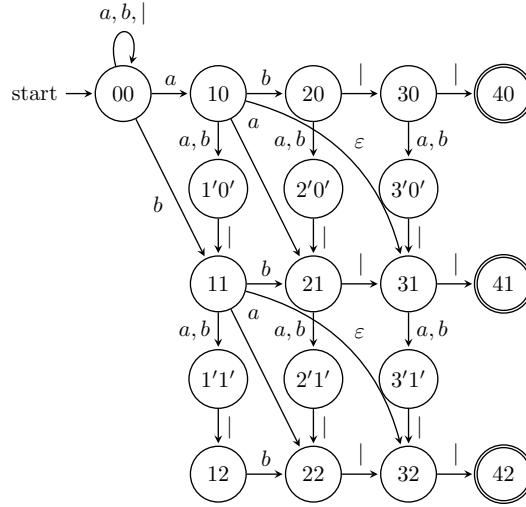 a, b, |
start 00 a 10 b 20 | 30 | 40
a, b a a, b ε a, b
b 1′0′ 2′0′ 3′0′
| | |
11 b 21 | 31 | 41
a, b a a, b ε a, b
1′1′ 2′1′ 3′1′
| | |
12 b 22 | 32 | 42